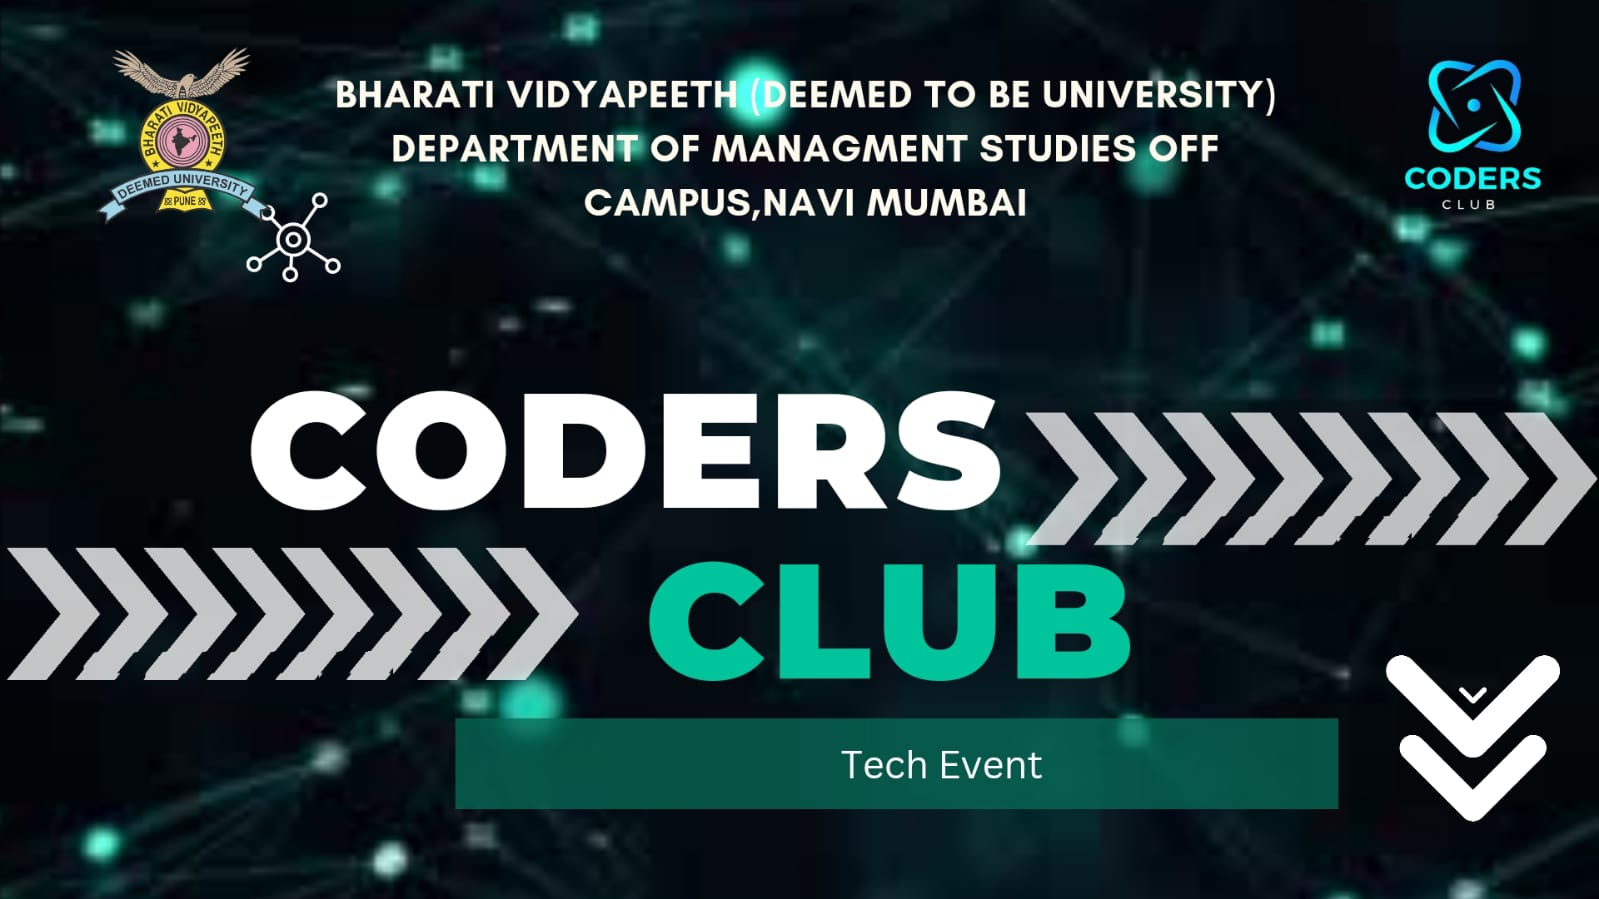 BHARATI VIDYAPEETH
DEEMED UNIVERSITY
PUNE
BHARATI VIDYAPEETH (DEEMED TO BE UNIVERSITY)
DEPARTMENT OF MANAGMENT STUDIES OFF
CAMPUS,NAVI MUMBAI
CODERS
CLUB
CODERS
CLUB
Tech Event